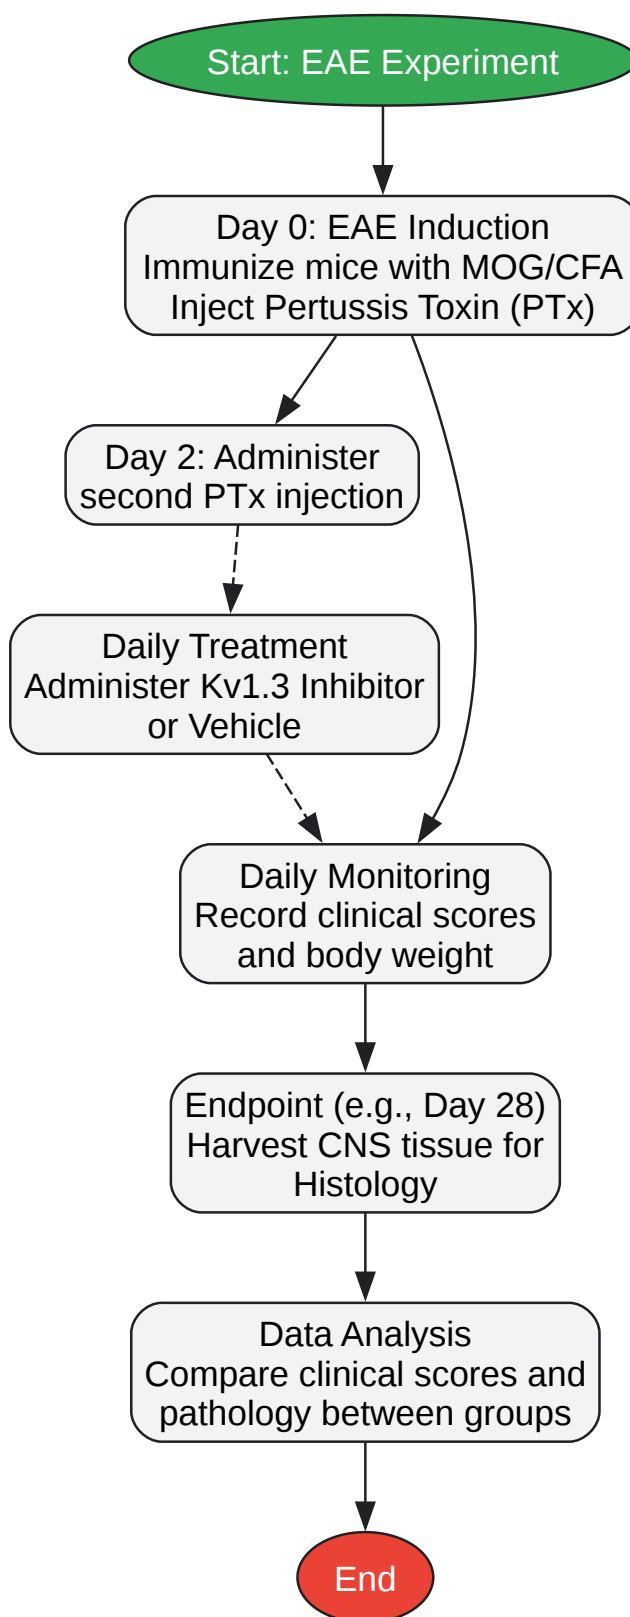 Start: EAE Experiment
Day 0: EAE Induction
Immunize mice with MOG/CFA
Inject Pertussis Toxin (PTx)
Day 2: Administer
second PTx injection
Daily Treatment
Administer Kv1.3 Inhibitor
or Vehicle
Daily Monitoring
Record clinical scores
and body weight
Endpoint (e.g., Day 28)
Harvest CNS tissue for
Histology
Data Analysis
Compare clinical scores and
pathology between groups
End